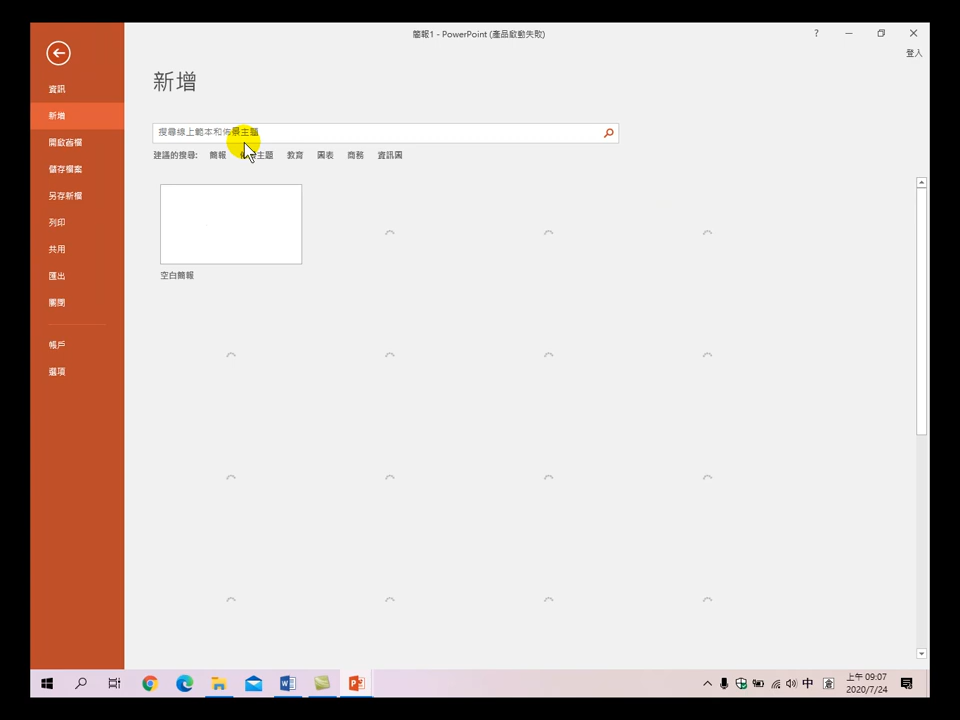 簡報1 - PowerPoint (產品啟動失敗)
?
登入
資訊
新增
開啟舊檔
儲存檔案
另存新檔
列印
共用
匯出
關閉
帳戶
選項
新增
搜尋線上範本和佈景主題
建議的搜尋: 簡報 佈景主題 教育 圖表 商務 資訊圖
空白簡報
中
倉
上午 09:07
2020/7/24